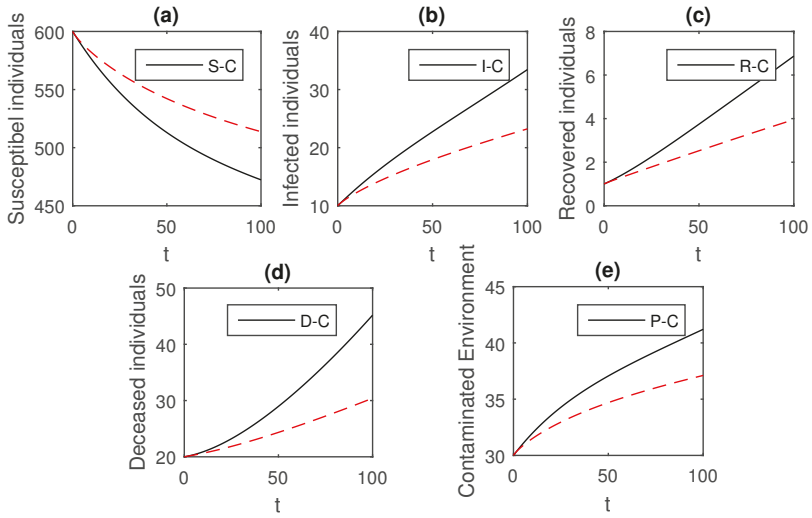 (a)
Susceptibel individuals
600
550
500
450
S-C
0 50 100
t
(b)
Infected individuals
40
30
20
10
I-C
0 50 100
t
(c)
Recovered individuals
8
6
4
2
0
R-C
0 50 100
t
(d)
Deceased individuals
50
40
30
20
D-C
0 50 100
t
(e)
Contaminated Environment
45
40
35
30
P-C
0 50 100
t